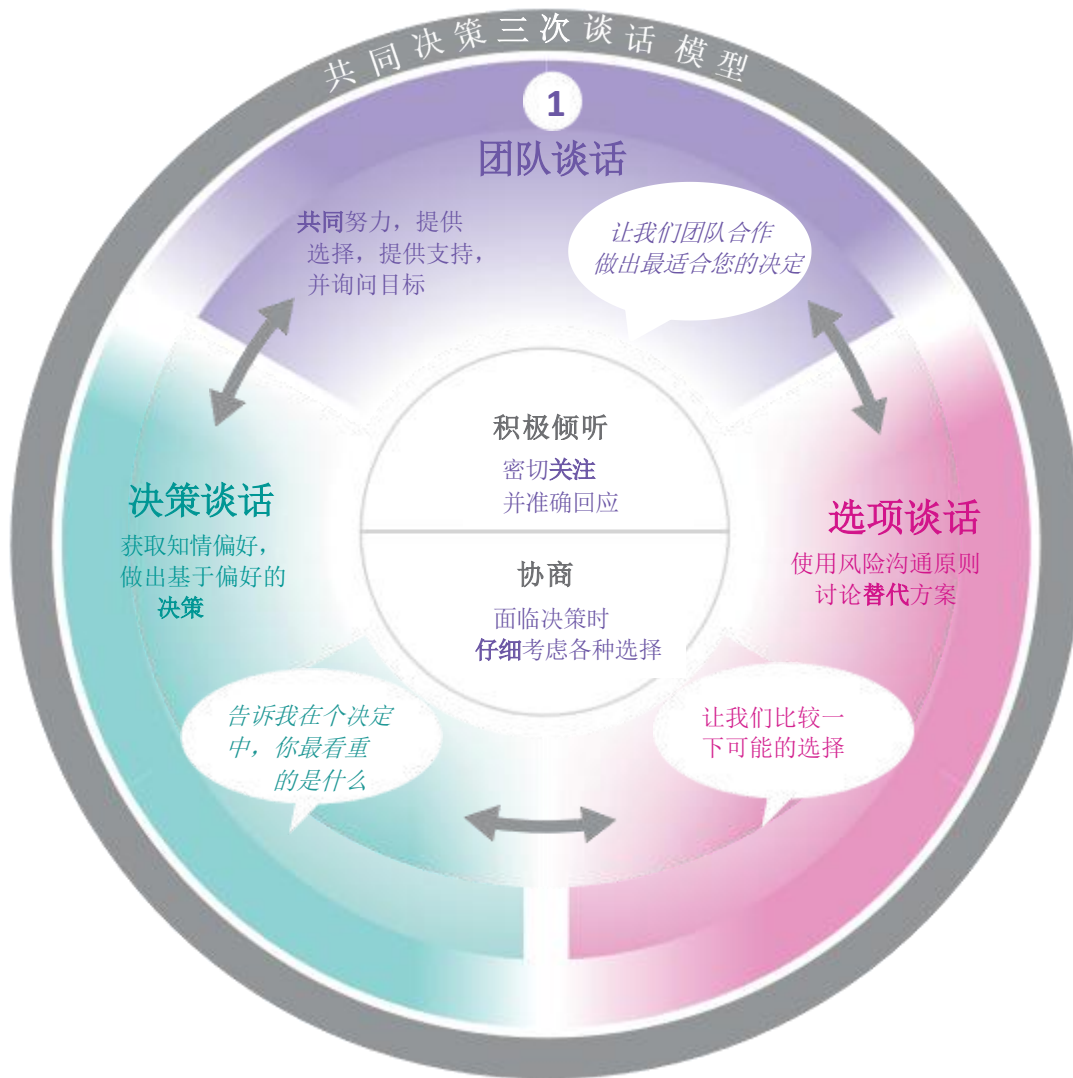 共同决策三次谈话模型
1
团队谈话
共同努力，提供
选择，提供支持，
并询问目标
让我们团队合作
做出最适合您的决定
积极倾听
密切关注
并准确回应
协商
面临决策时
仔细考虑各种选择
决策谈话
获取知情偏好，
做出基于偏好的
决策
选项谈话
使用风险沟通原则
讨论替代方案
告诉我在个决定
中，你最看重
的是什么
让我们比较一
下可能的选择